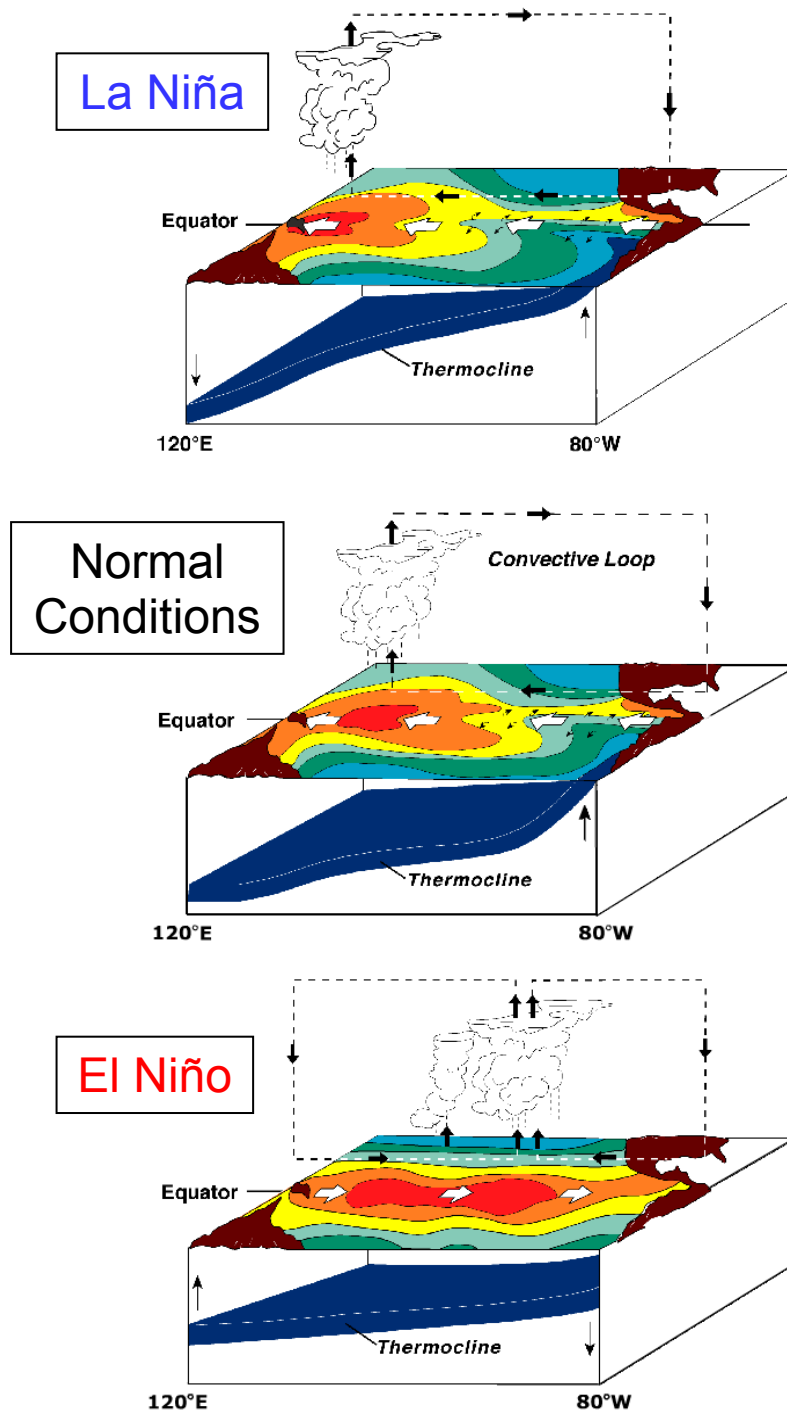 La Niña
Equator
Thermocline
120°E
80°W
Normal
Conditions
Convective Loop
Equator
Thermocline
120°E
80°W
El Niño
Equator
Thermocline
120°E
80°W